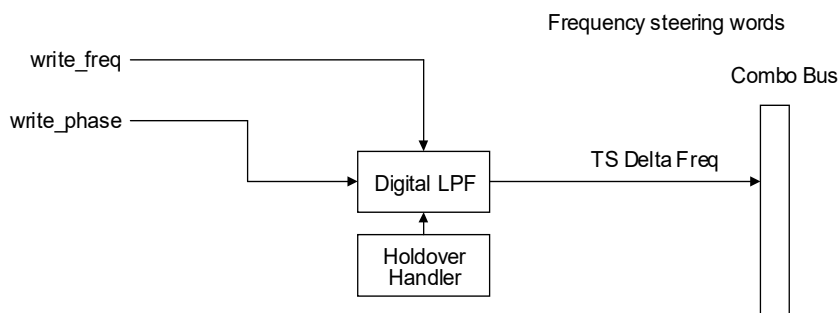 Frequency steering words
write_freq
Combo Bus
write_phase
TS Delta Freq
Digital LPF
Holdover
Handler